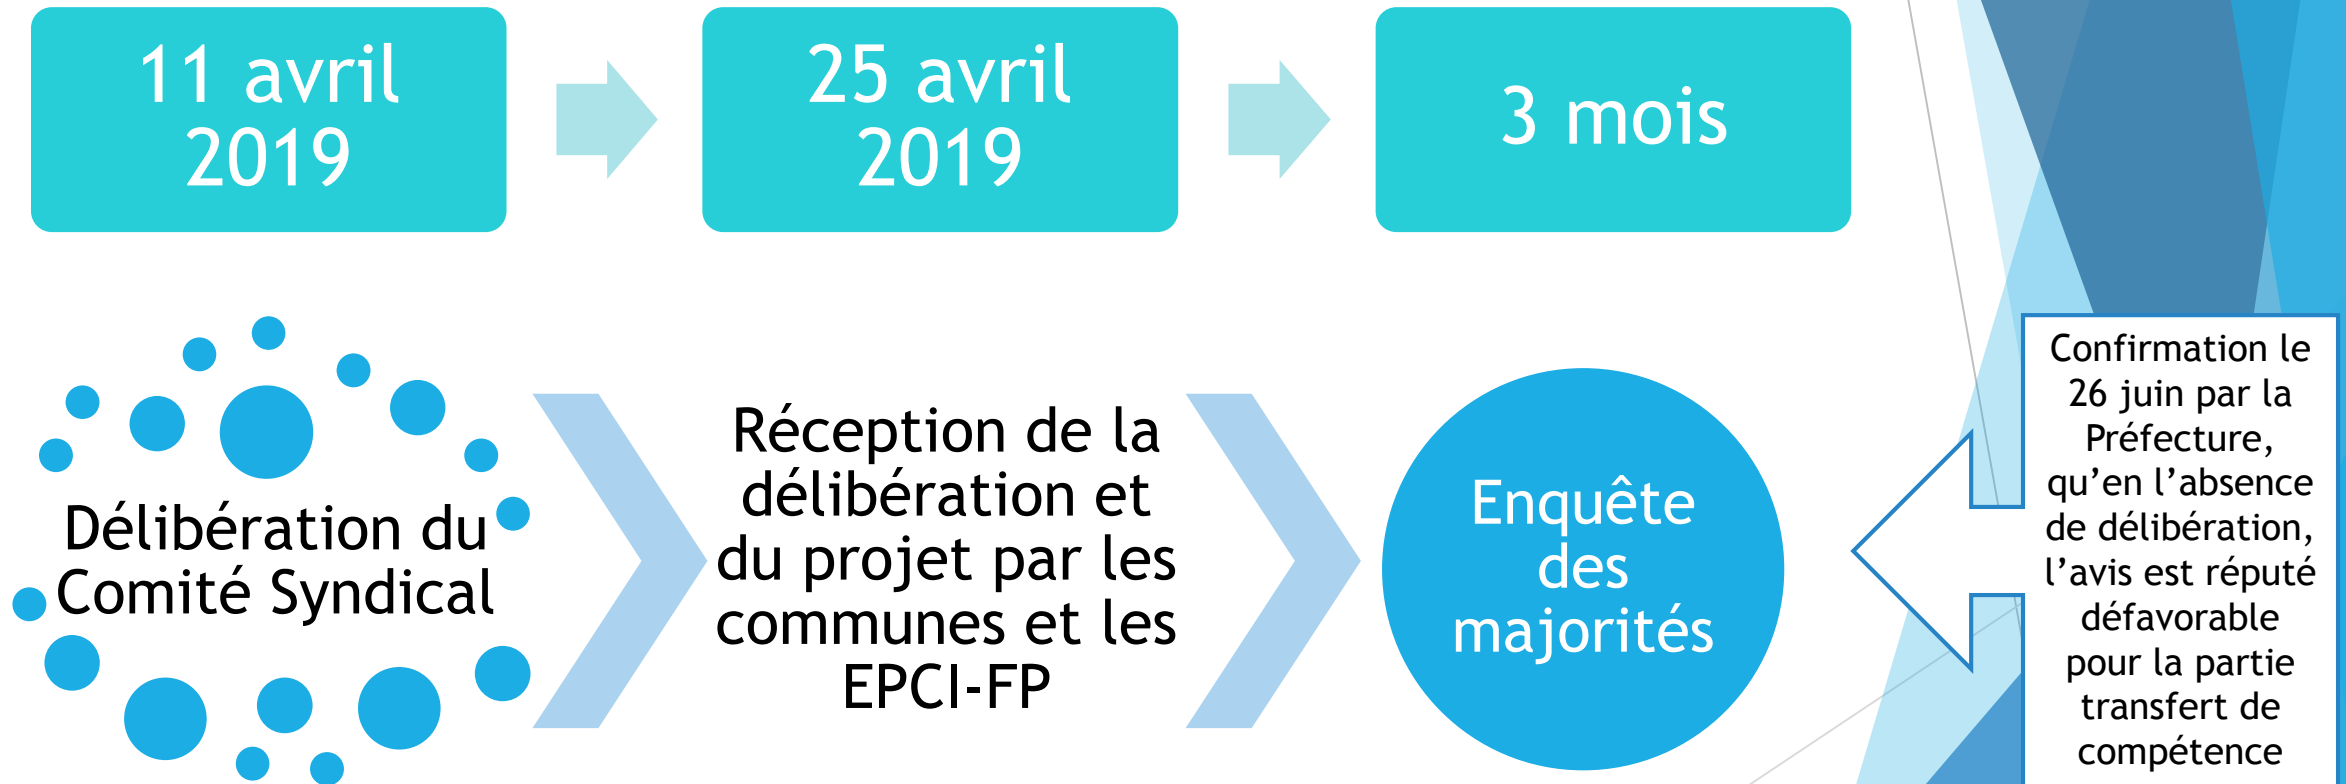 11 avril
2019
25 avril
2019
3 mois
Délibération du
Comité Syndical
Réception de la
délibération et
du projet par les
communes et les
EPCI-FP
Enquête
des
majorités
Confirmation le
26 juin par la
Préfecture,
qu’en l’absence
de délibération,
l’avis est réputé
défavorable
pour la partie
transfert de
compétence